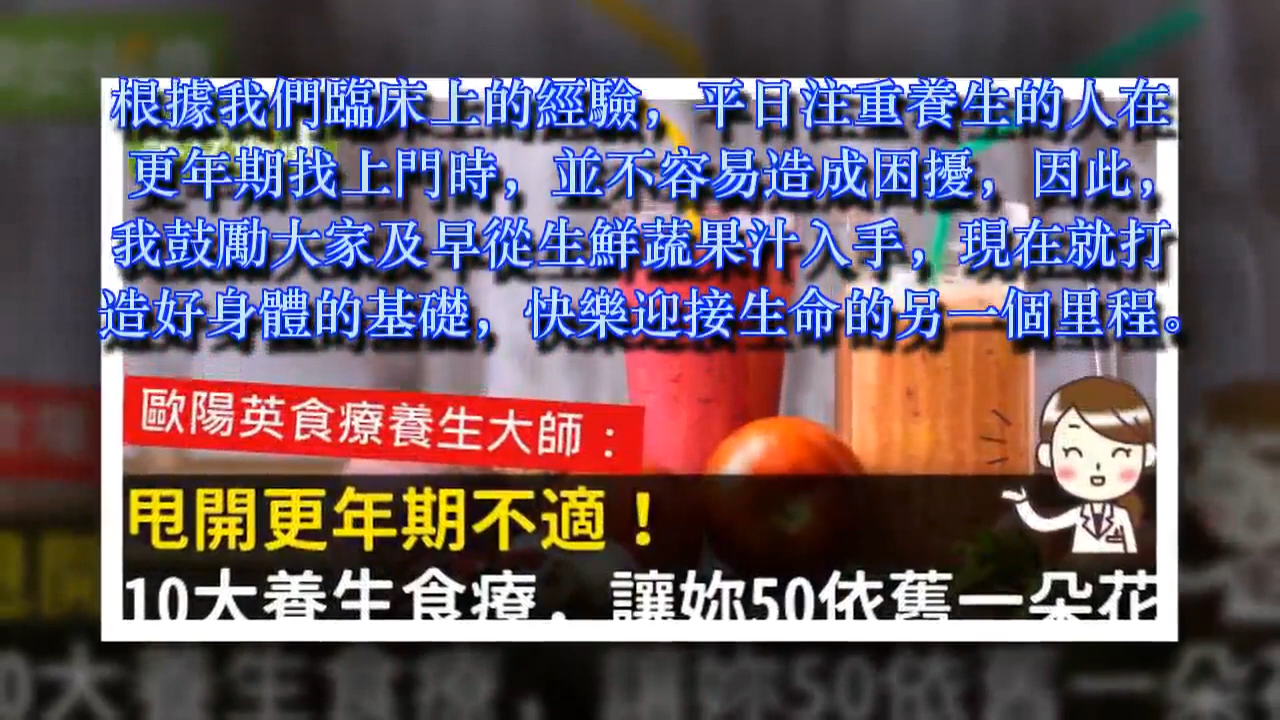 根據我們臨床上的經驗，平日注重養生的人在
更年期找上門時，並不容易造成困擾，因此，
我鼓勵大家及早從生鮮蔬果汁入手，現在就打
造好身體的基礎，快樂迎接生命的另一個里程。
歐陽英食療養生大師：
甩開更年期不適！
10大養生食療，讓妳50依舊一朵花